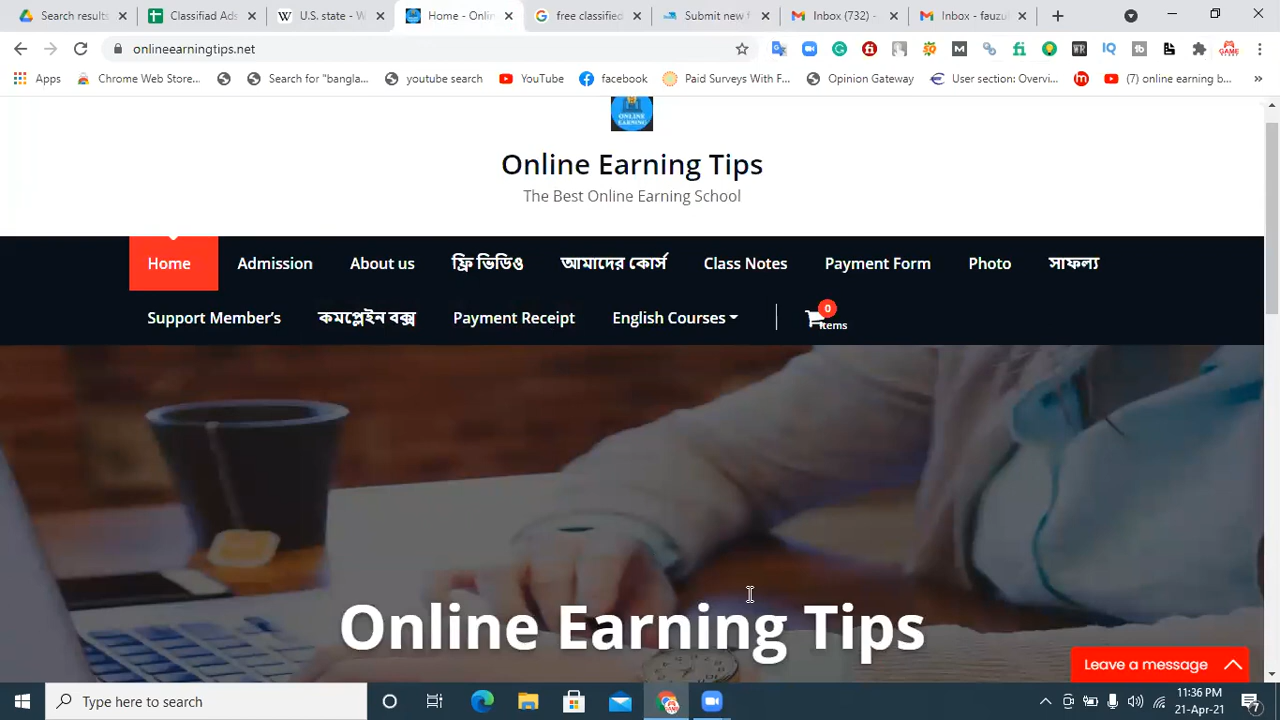 Search results
Classifiad Ads
U.S. state - W
Home - Onlin
free classified
Submit new f
Inbox (732) -
Inbox - fauzu
onlineearningtips.net
Apps
Chrome Web Store...
Search for "bangla...
youtube search
YouTube
facebook
Paid Surveys With F...
Opinion Gateway
User section: Overvi...
(7) online earning b...
»
ONLINE
EARNING
Online Earning Tips
The Best Online Earning School
Home
Admission
About us
ফ্রি ভিডিও
আমাদের কোর্স
Class Notes
Payment Form
Photo
সাফল্য
Support Member's
কমপ্লেইন বক্স
Payment Receipt
English Courses
0
items
Online Earning Tips
Leave a message
Type here to search
11:36 PM
21-Apr-21
7